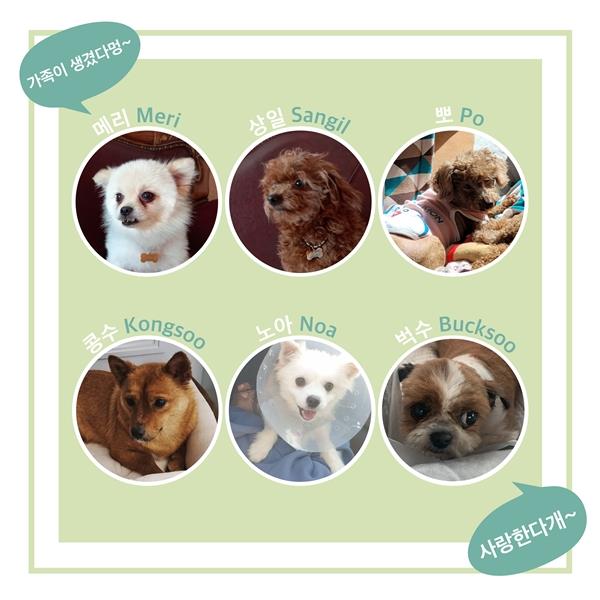 가족이 생겼다멍~
메리 Meri
상일 Sangil
뽀 Po
콩수 Kongsoo
노아 Noa
벅수 Bucksoo
사랑한다개~